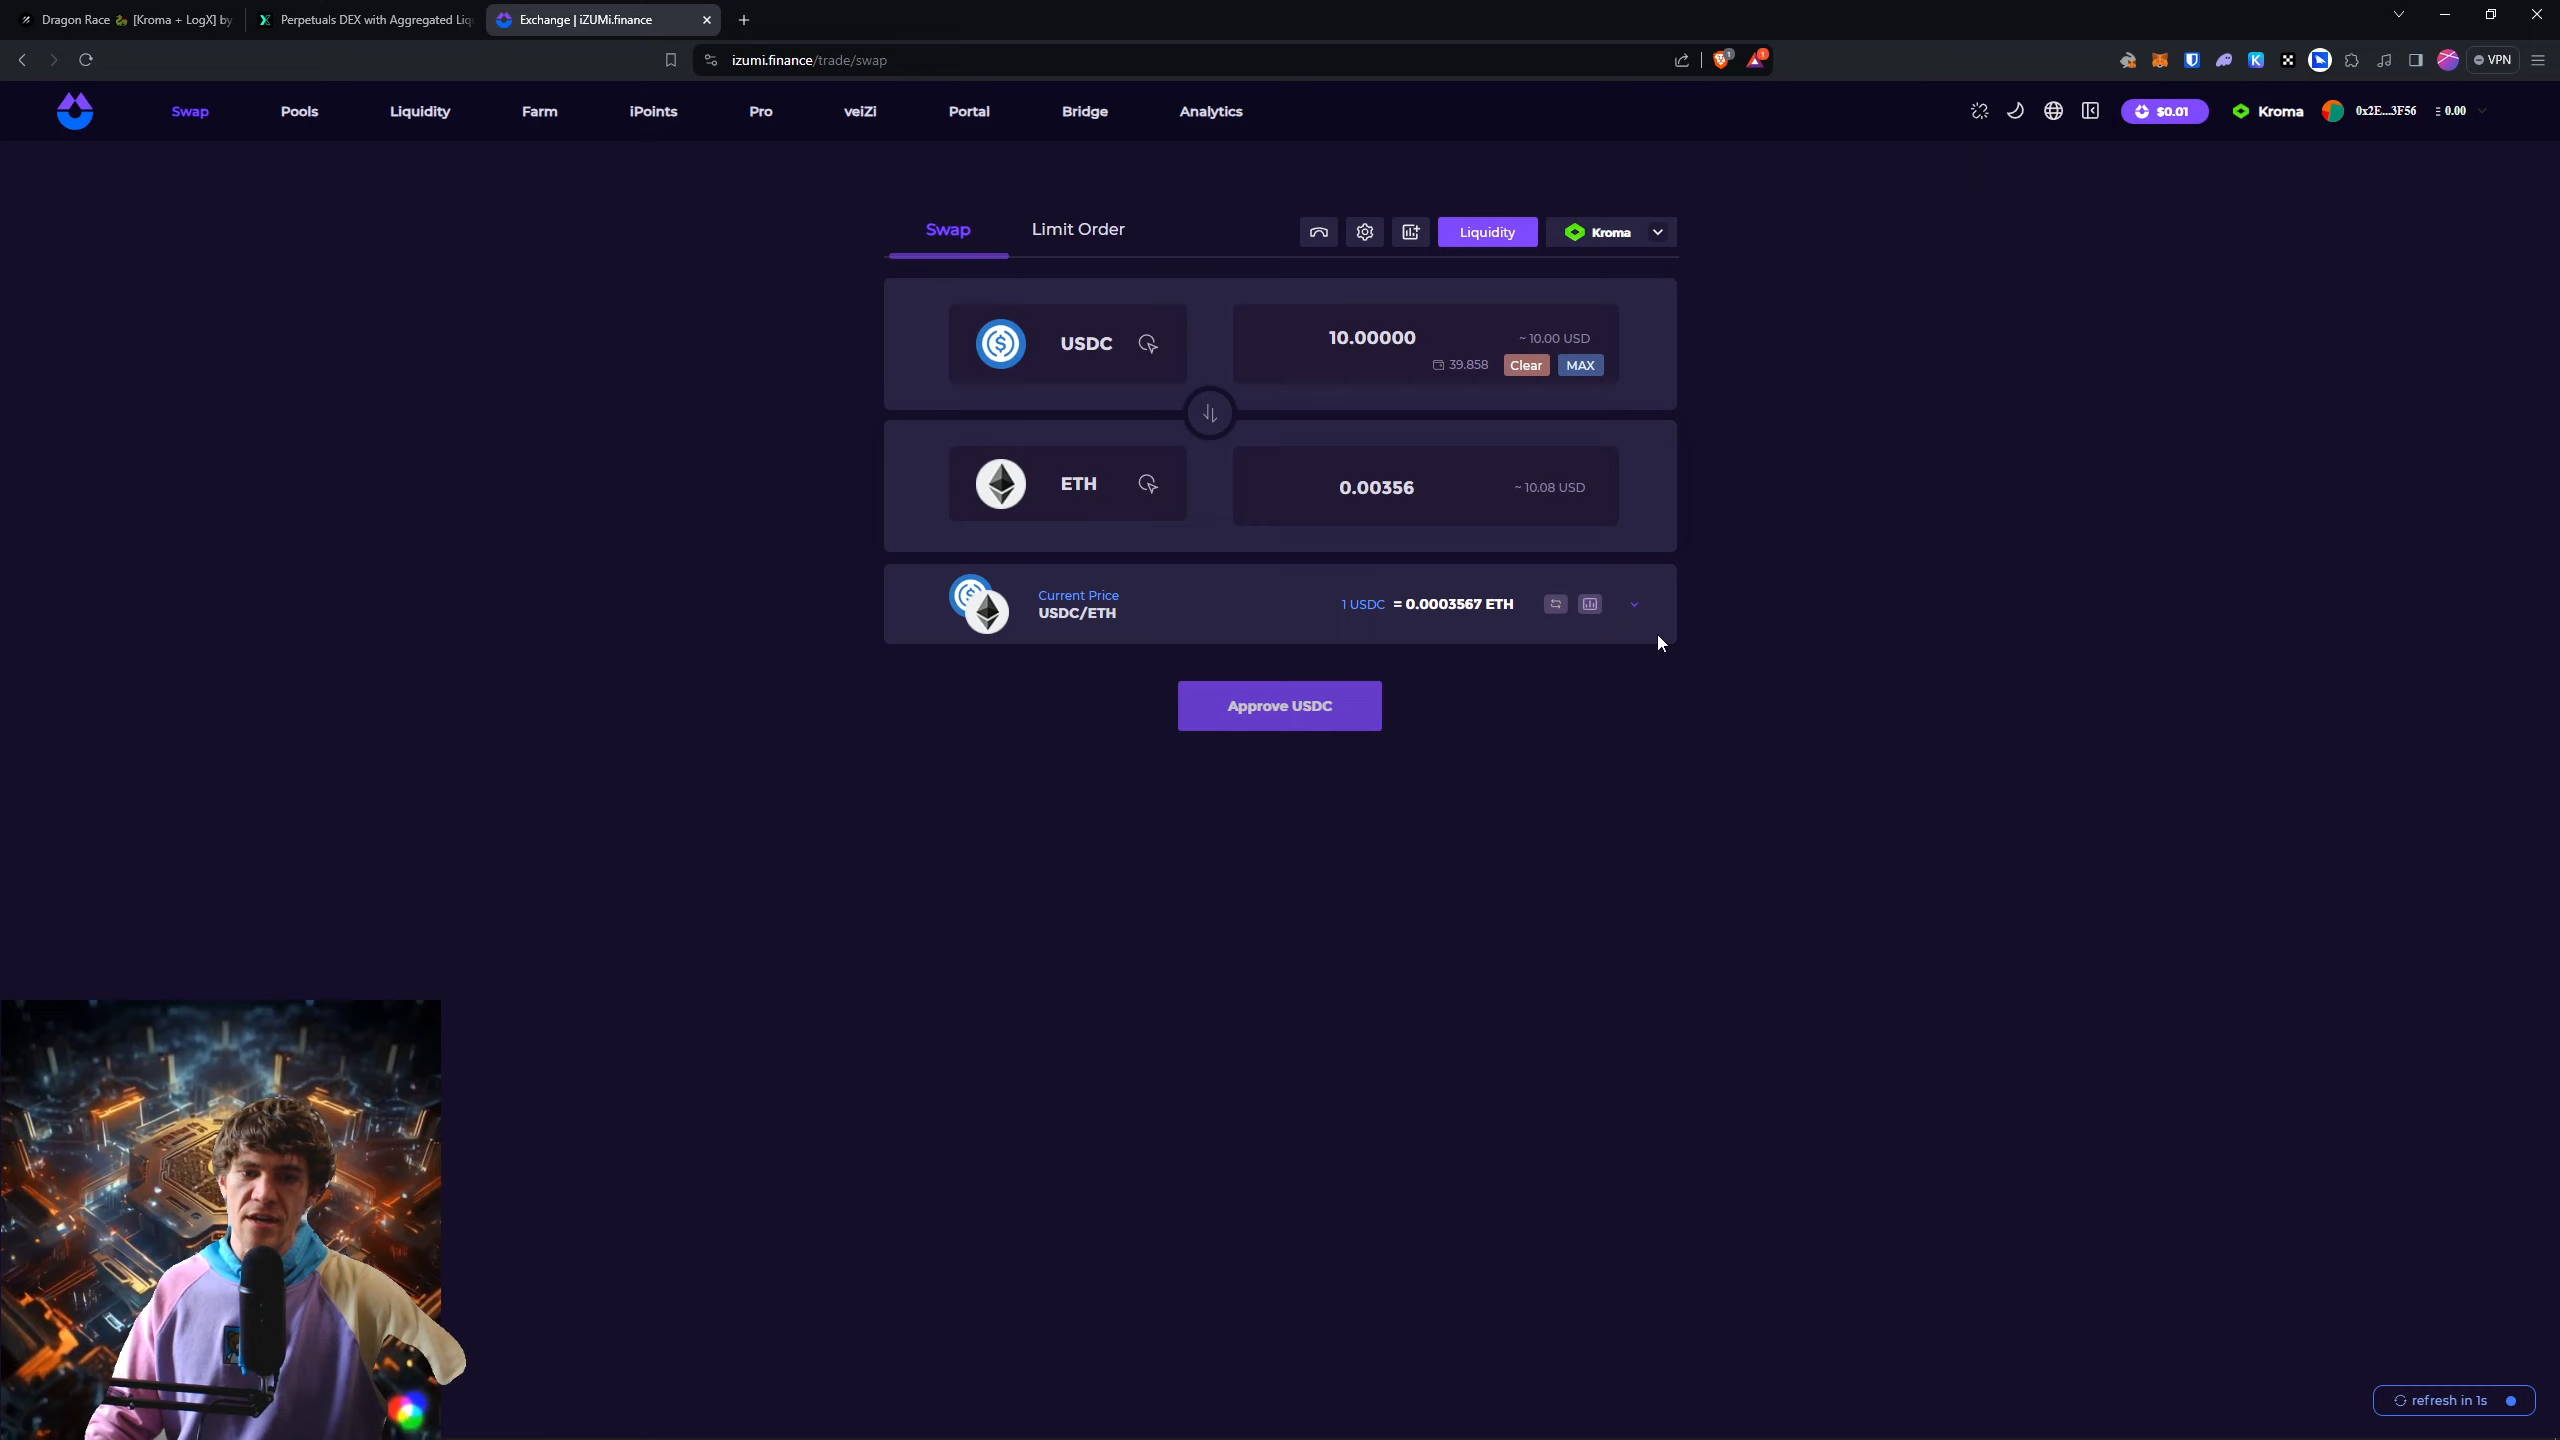 Dragon Race 🐉 [Kroma + LogX] by
Perpetuals DEX with Aggregated Liq
Exchange | iZUMi.finance
izumi.finance/trade/swap
1
1
VPN
Swap
Pools
Liquidity
Farm
iPoints
Pro
veiZi
Portal
Bridge
Analytics
$0.01
Kroma
0x2E...3F56
Ξ 0.00
Swap
Limit Order
Liquidity
Kroma
USDC
10.00000
~ 10.00 USD
39.858
Clear
MAX
ETH
0.00356
~ 10.08 USD
Current Price
USDC/ETH
1 USDC = 0.0003567 ETH
Approve USDC
refresh in 1s